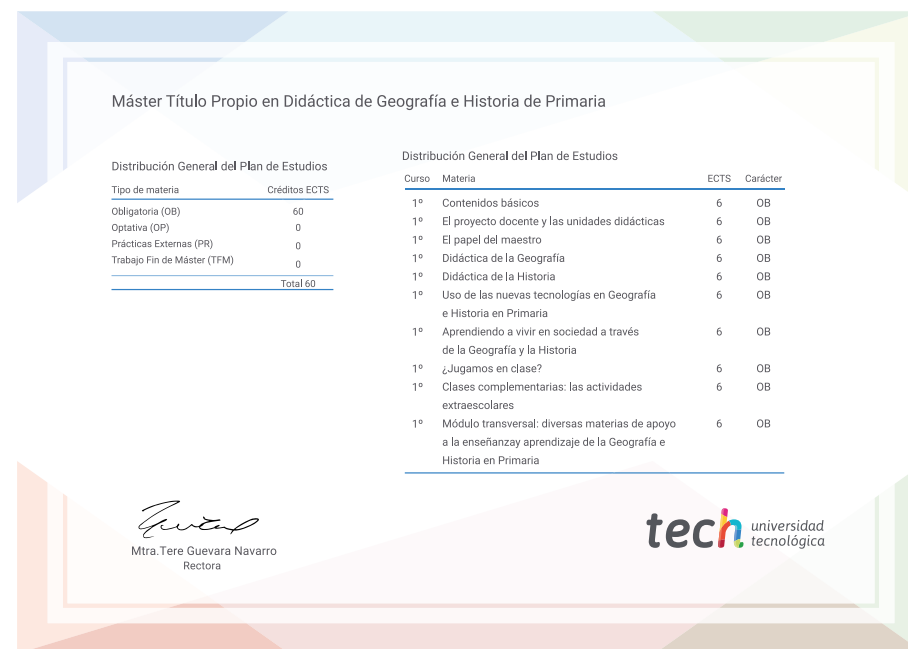 Máster Título Propio en Didáctica de Geografía e Historia de Primaria
Distribución General del Plan de Estudios
Tipo de materia Créditos ECTS
Obligatoria (OB) 60
Optativa (OP) 0
Prácticas Externas (PR) 0
Trabajo Fin de Máster (TFM) 0
Total 60
Distribución General del Plan de Estudios
Curso Materia ECTS Carácter
1º Contenidos básicos 6 OB
1º El proyecto docente y las unidades didácticas 6 OB
1º El papel del maestro 6 OB
1º Didáctica de la Geografía 6 OB
1º Didáctica de la Historia 6 OB
1º Uso de las nuevas tecnologías en Geografía 6 OB
e Historia en Primaria
1º Aprendiendo a vivir en sociedad a través 6 OB
de la Geografía y la Historia
1º ¿Jugamos en clase? 6 OB
1º Clases complementarias: las actividades 6 OB
extraescolares
1º Módulo transversal: diversas materias de apoyo 6 OB
a la enseñanzay aprendizaje de la Geografía e
Historia en Primaria
Mtra.Tere Guevara Navarro
Rectora
tech universidad
tecnológica